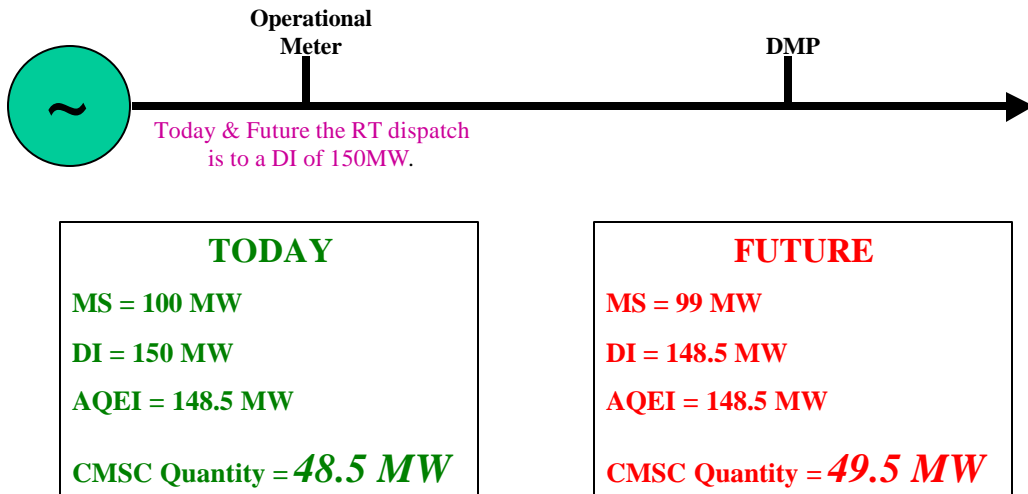 Operational
Meter
DMP
~
Today & Future the RT dispatch
is to a DI of 150MW.
TODAY
MS = 100 MW
DI = 150 MW
AQEI = 148.5 MW
CMSC Quantity = 48.5 MW
FUTURE
MS = 99 MW
DI = 148.5 MW
AQEI = 148.5 MW
CMSC Quantity = 49.5 MW